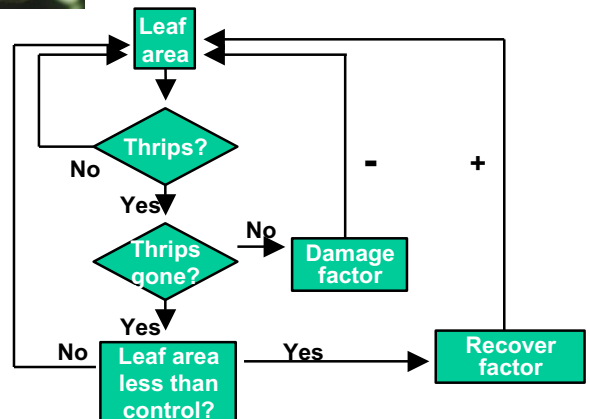 Leaf
area
Thrips?
No
-
+
Yes
Thrips
gone?
No
Damage
factor
Yes
No
Leaf area
less than
control?
Yes
Recover
factor